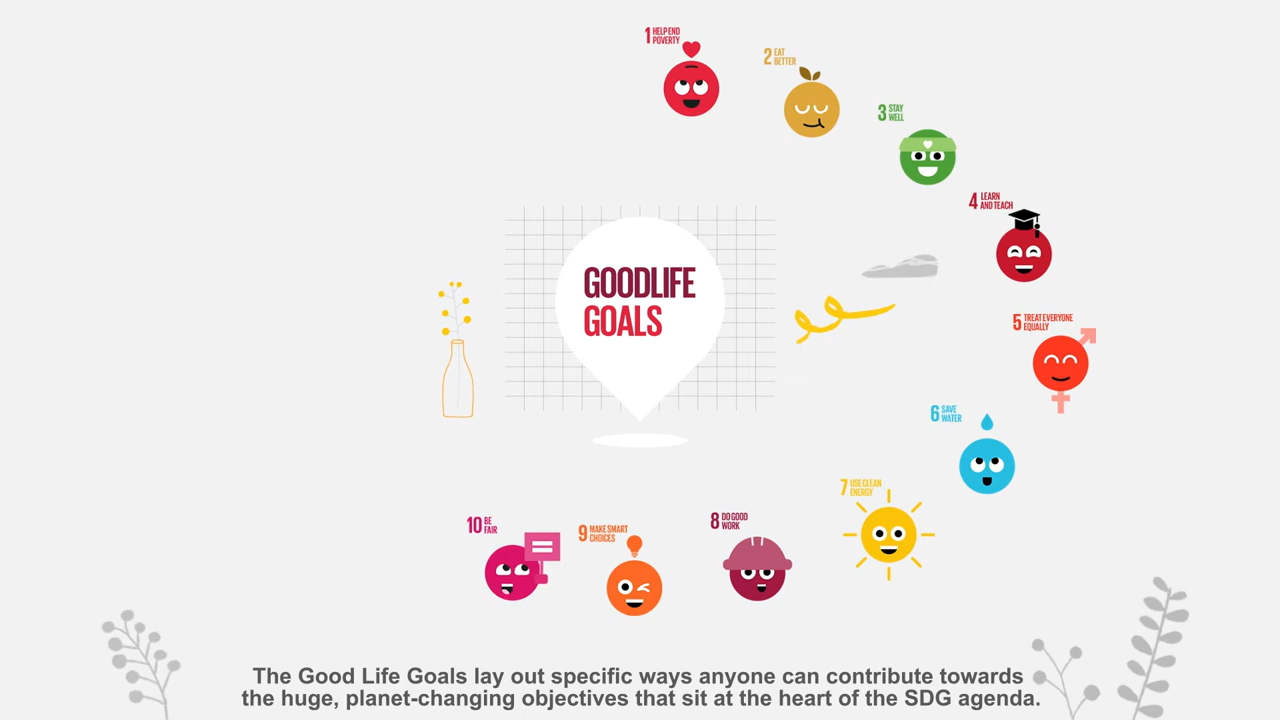 1 HELP END
POVERTY
2 EAT
BETTER
3 STAY
WELL
4 LEARN
AND TEACH
5 TREAT EVERYONE
EQUALLY
6 SAVE
WATER
7 USE CLEAN
ENERGY
8 DO GOOD
WORK
9 MAKE SMART
CHOICES
10 BE
FAIR
GOODLIFE
GOALS
The Good Life Goals lay out specific ways anyone can contribute towards
the huge, planet-changing objectives that sit at the heart of the SDG agenda.